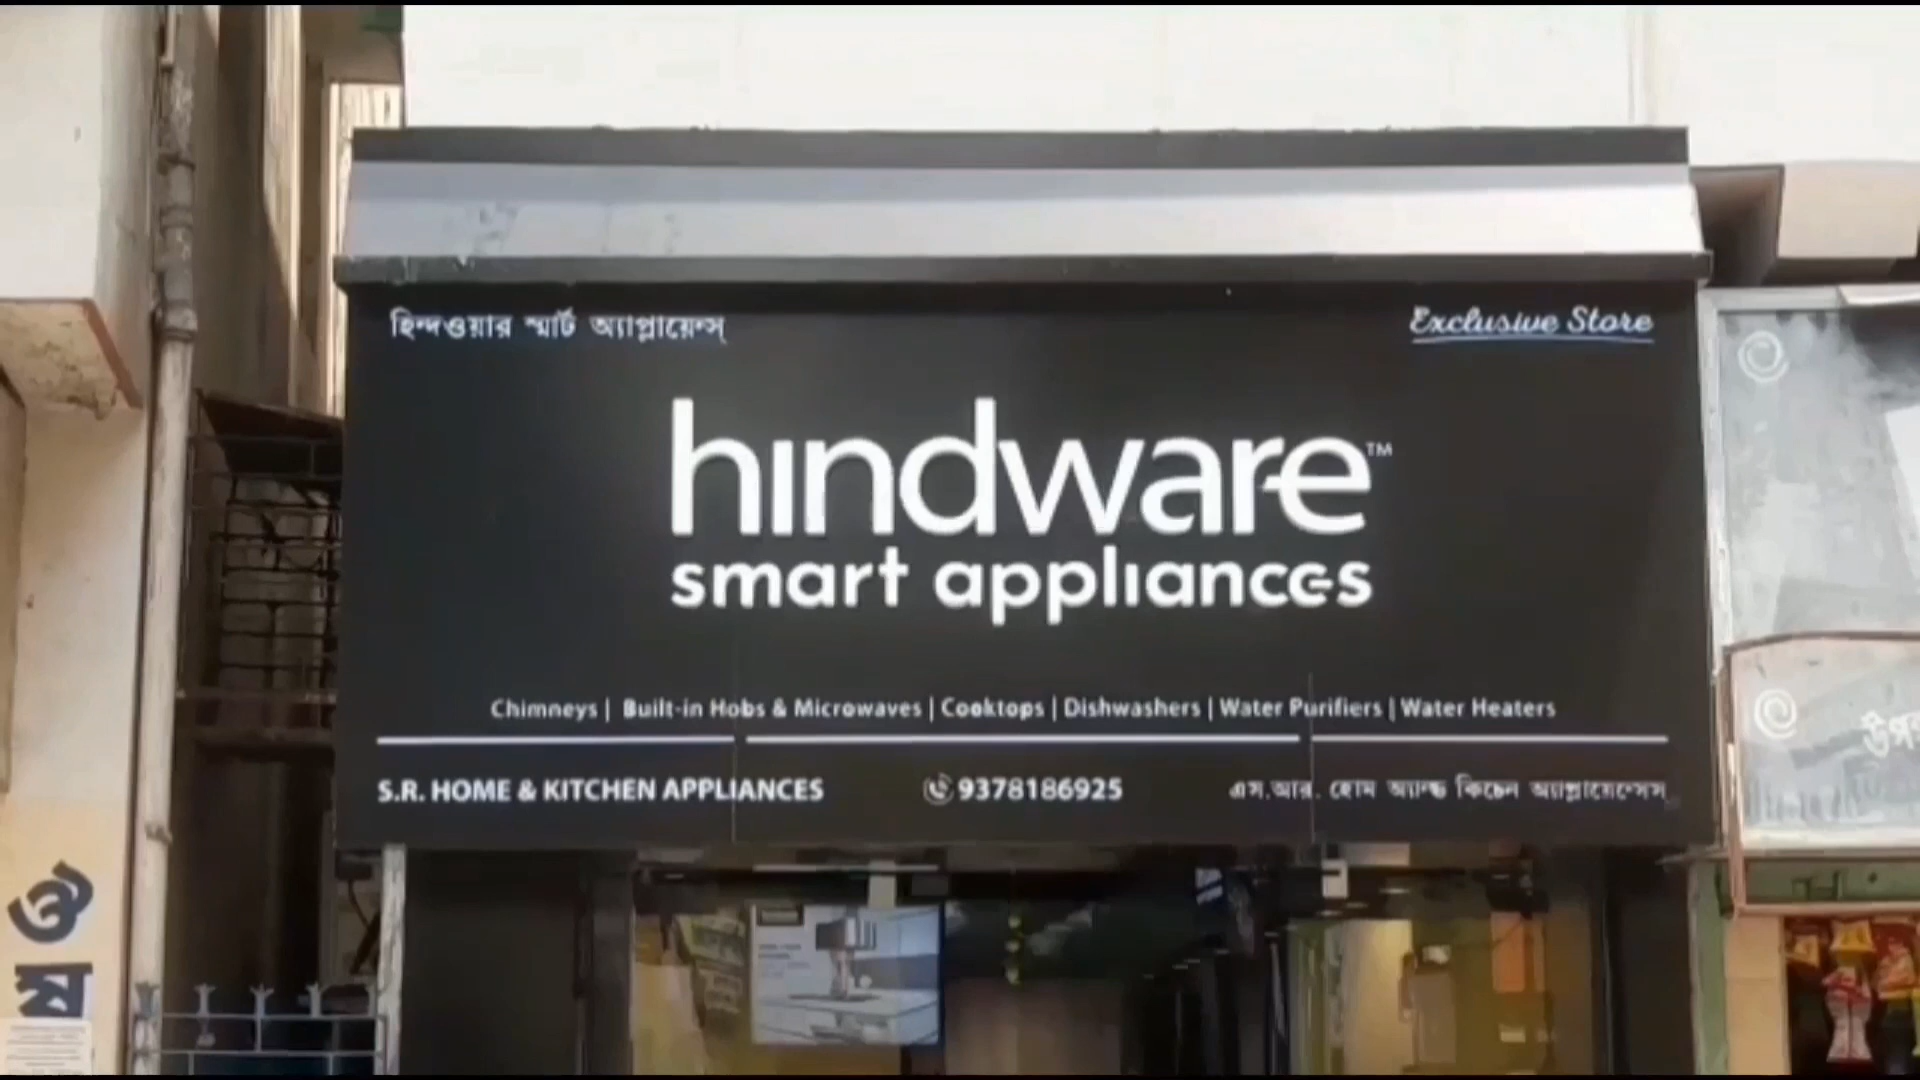 হিন্দওয়ার স্মার্ট অ্যাপ্লায়েন্স্
Exclusive Store
hindware™
smart appliances
Chimneys | Built-in Hobs & Microwaves | Cooktops | Dishwashers | Water Purifiers | Water Heaters
S.R. HOME & KITCHEN APPLIANCES
9378186925
এস.আর. হোম অ্যান্ড কিচেন অ্যাপ্লায়েন্সেস্